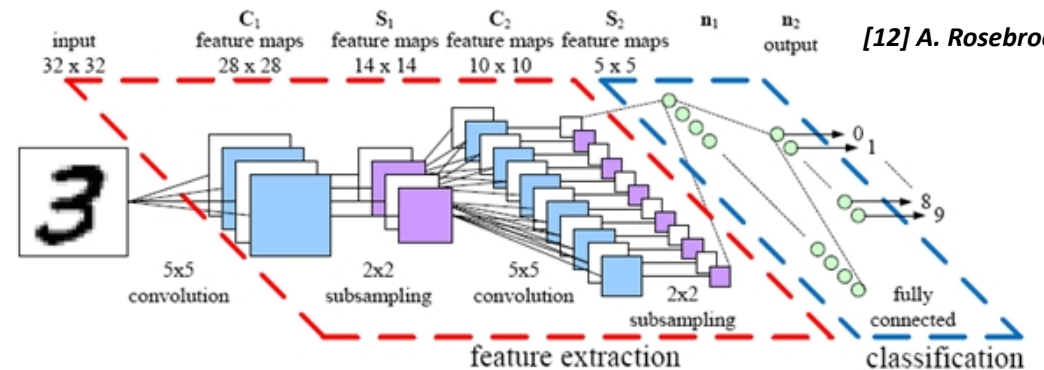 input
32 x 32
C1
feature maps
28 x 28
S1
feature maps
14 x 14
C2
feature maps
10 x 10
S2
feature maps
5 x 5
n1
n2
output
[12] A. Rosebro
3
0
1
8
9
5x5
convolution
2x2
subsampling
5x5
convolution
2x2
subsampling
fully
connected
feature extraction
classification